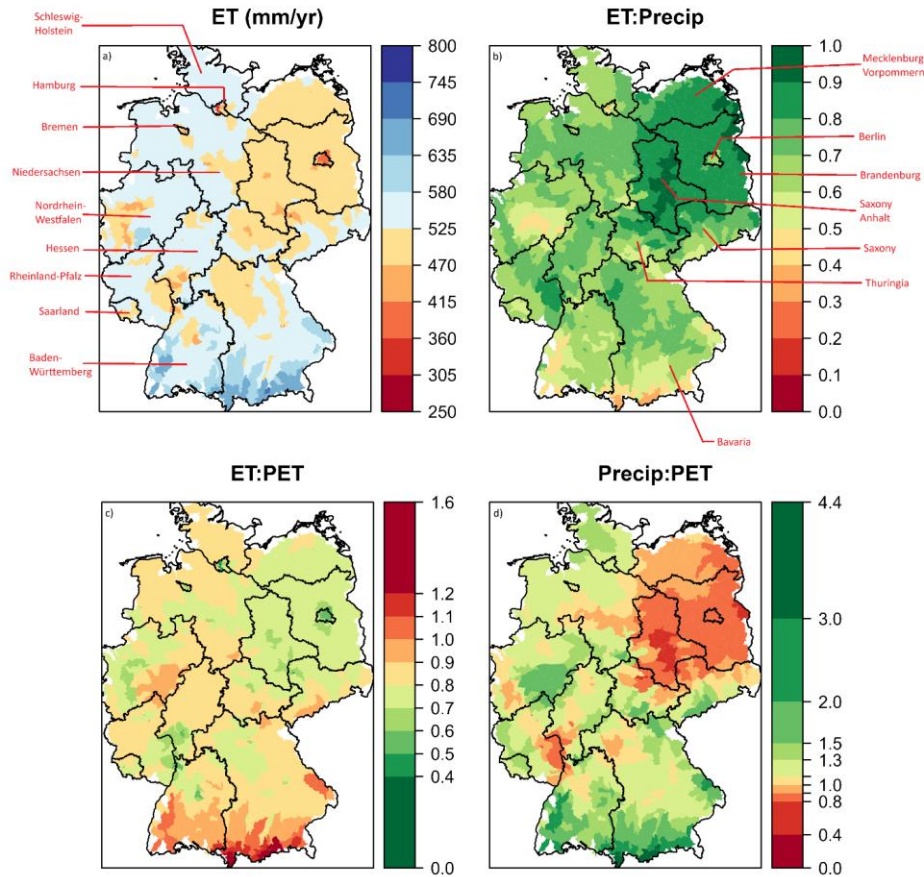 ET (mm/yr)
ET:Precip
Schleswig-
Holstein
Hamburg
Bremen
Niedersachen
Nordrhein-
Westfalen
Hessen
Rheinland-Pfalz
Saarland
Baden-
Württemberg
a)
800
745
690
635
580
525
470
415
360
305
250
b)
1.0
0.9
0.8
0.7
0.6
0.5
0.4
0.3
0.2
0.1
0.0
Mecklenburg
Vorpommern
Berlin
Brandenburg
Saxony
Anhalt
Saxony
Thuringia
Bavaria
ET:PET
Precip:PET
c)
1.6
1.2
1.1
1.0
0.9
0.8
0.7
0.6
0.5
0.4
0.0
d)
4.4
3.0
2.0
1.5
1.3
1.0
0.8
0.4
0.0